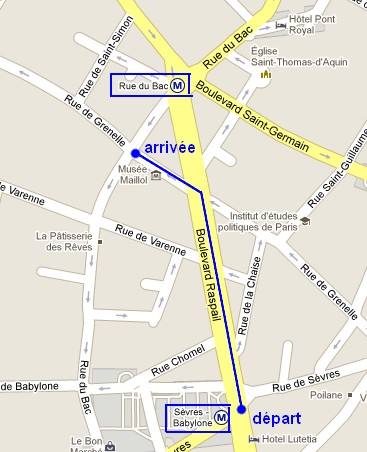 Rue de Saint-Simon
Rue du Bac
Hôtel Pont
Royal
Église
Saint-Thomas-d'Aquin
Rue du Bac M
Boulevard Saint-Germain
Rue de Grenelle
arrivée
Musée
Maillol
Rue Saint-Guillaume
Rue de Varenne
Institut d'études
politiques de Paris
La Pâtisserie
des Rêves
Rue de Varenne
Boulevard Raspail
Rue de la Chaise
Rue de Grenelle
Rue Chomel
Rue du Bac
Rue de Sèvres
de Babylone
Poilane
V
Sèvres -
Babylone M
départ
Le Bon
Marché
Hôtel Lutetia